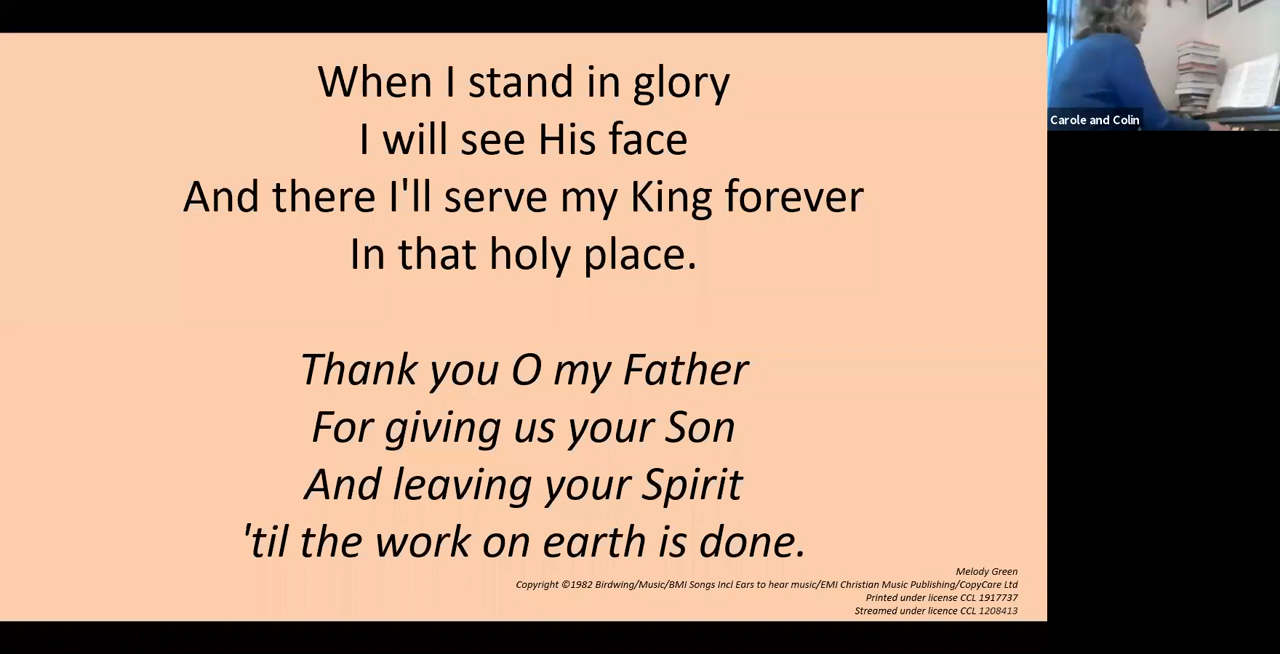 When I stand in glory
I will see His face
And there I'll serve my King forever
In that holy place.
Thank you O my Father
For giving us your Son
And leaving your Spirit
'til the work on earth is done.
Melody Green
Copyright ©1982 Birdwing/Music/BMI Songs Incl Ears to hear music/EMI Christian Music Publishing/CopyCare Ltd
Printed under license CCL 1917737
Streamed under licence CCL 1208413
Carole and Colin